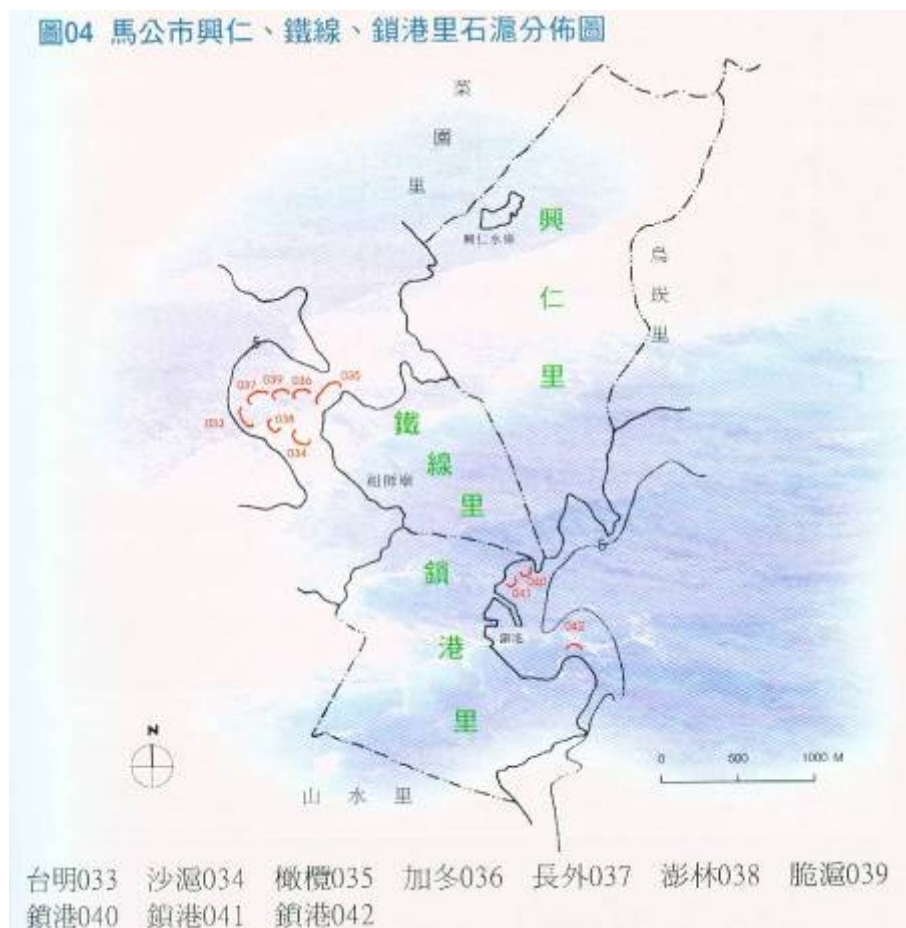 圖04 馬公市興仁、鐵線、鎖港里石滬分佈圖
菜園里
興仁水庫
興仁里
烏崁里
037 039 036 035
033 038
034
鐵線里
祖師廟
鎖港里
040
041
042
鎖港
N
0 500 1000 M
山水里
台明033 沙滬034 橄欖035 加冬036 長外037 澎林038 脆滬039
鎖港040 鎖港041 鎖港042